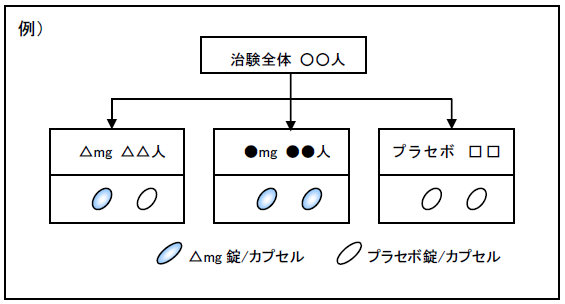 例）
治験全体 〇〇人
△mg △△人
●mg ●●人
プラセボ □□
△mg 錠/カプセル
プラセボ錠/カプセル